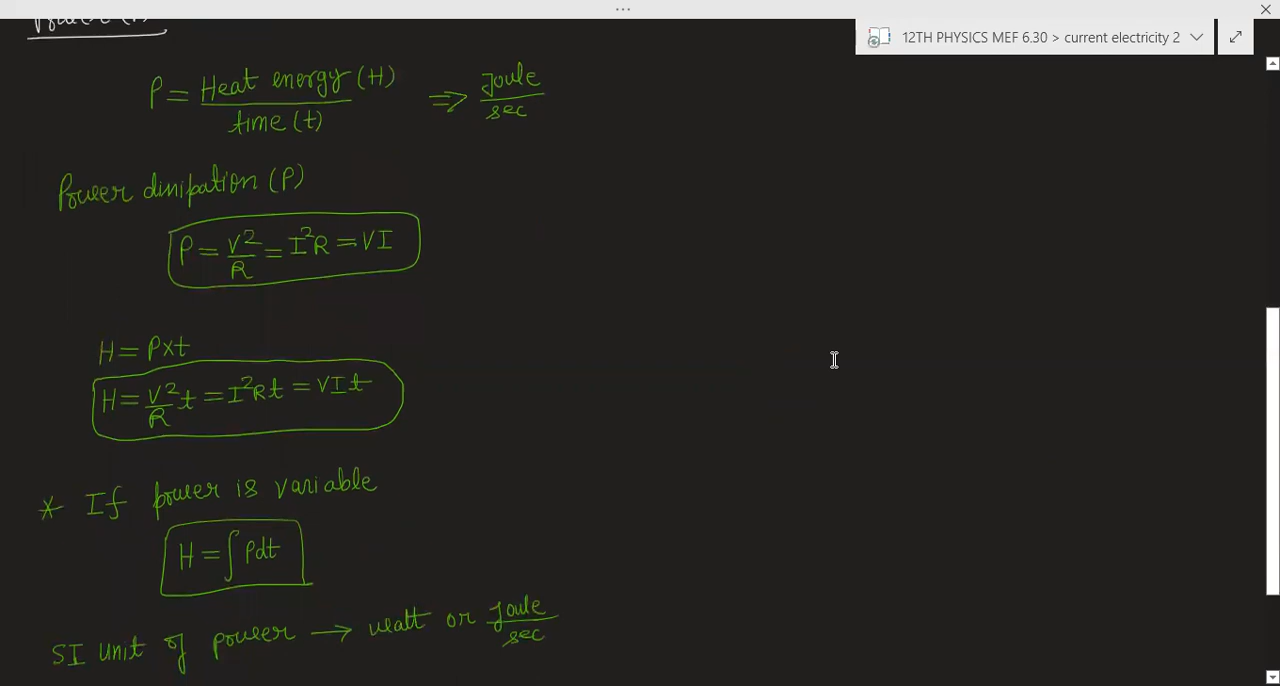 Power
12TH PHYSICS MEF 6.30 > current electricity 2
P = Heat energy (H) / time (t) ⇒ Joule / sec
Power dissipation (P)
P = V²/R = I²R = VI
H = P×t
H = V²/R t = I²Rt = VIt
* If power is variable
H = ∫Pdt
SI unit of power → watt or Joule / sec